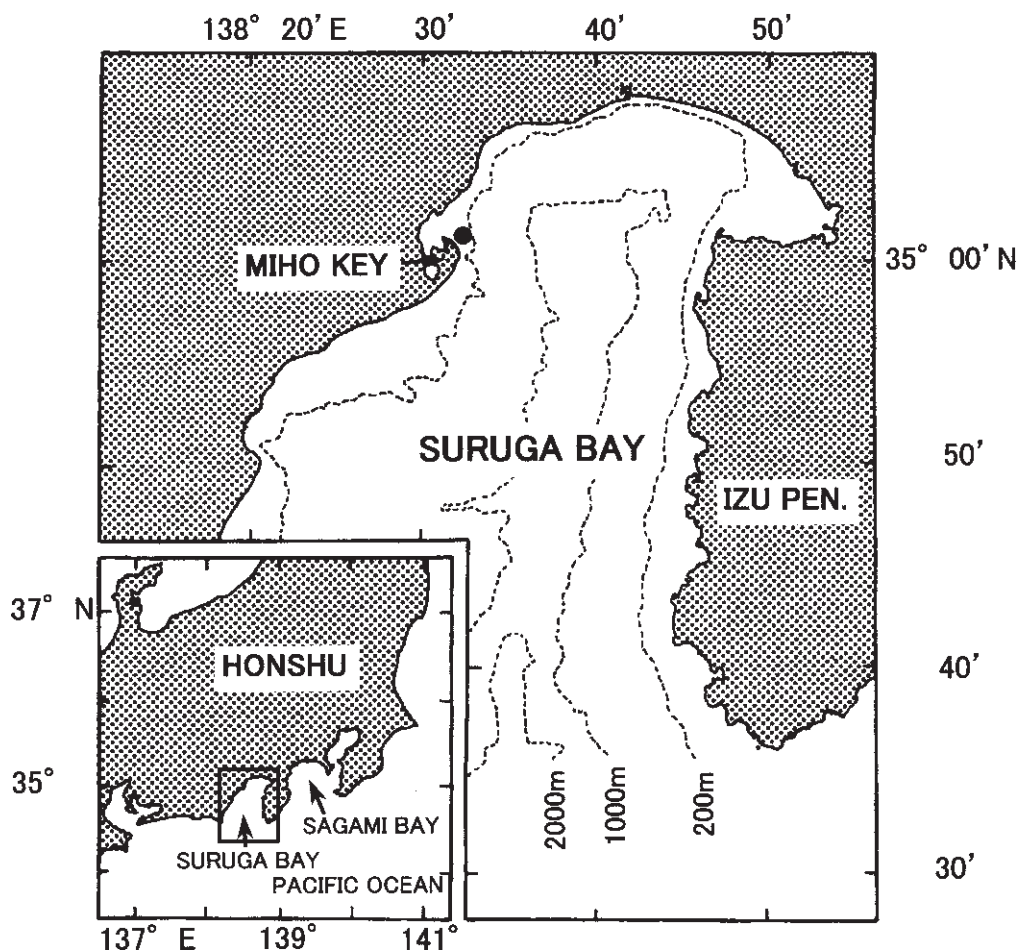 138° 20' E 30' 40' 50'
MIHO KEY
35° 00' N
SURUGA BAY
50'
IZU PEN.
37° N
HONSHU
40'
35°
2000m
1000m
200m
SAGAMI BAY
SURUGA BAY
PACIFIC OCEAN
30'
137° E 139° 141°